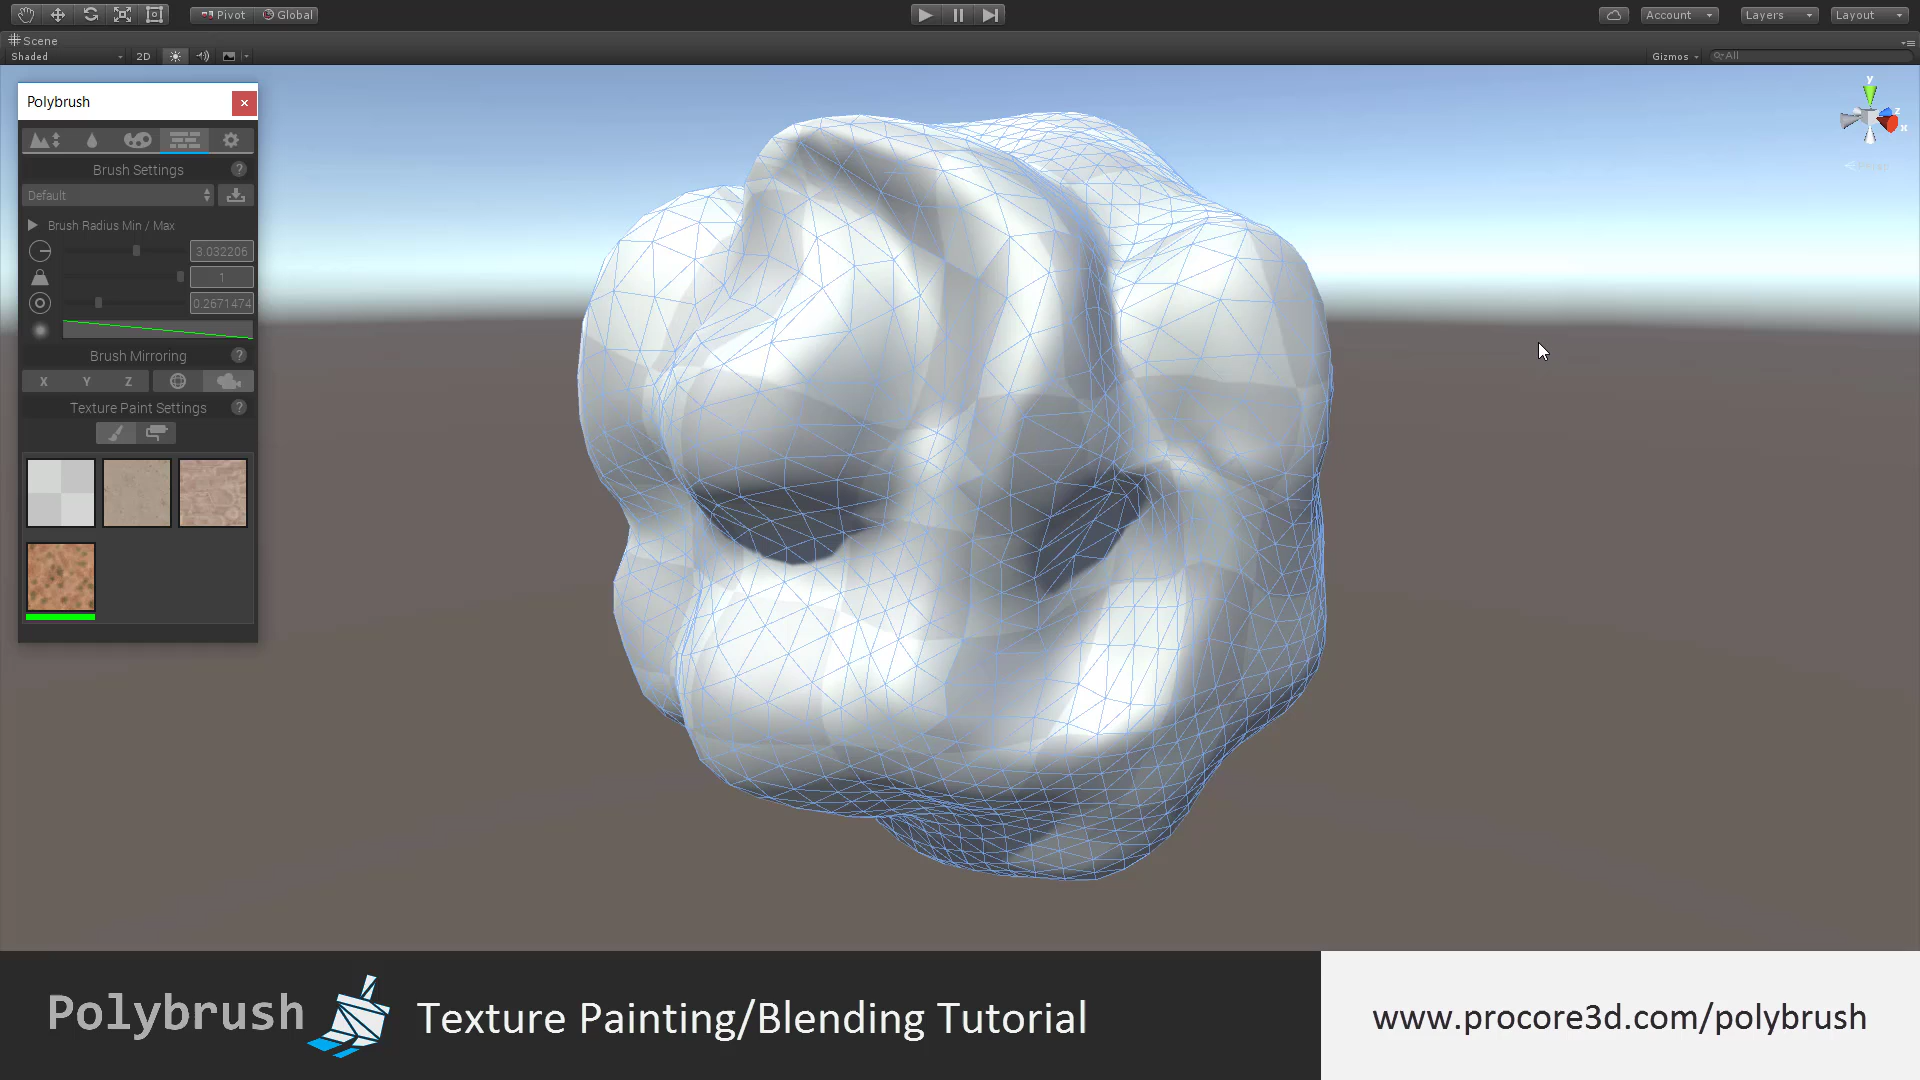 Pivot Global
Account Layers Layout
Scene
Shaded 2D Gizmos All
Polybrush
Brush Settings ?
Default
Brush Radius Min / Max
3.032206
1
0.2671474
Brush Mirroring ?
X Y Z
Texture Paint Settings ?
y
z
x
Polybrush Texture Painting/Blending Tutorial
www.procore3d.com/polybrush